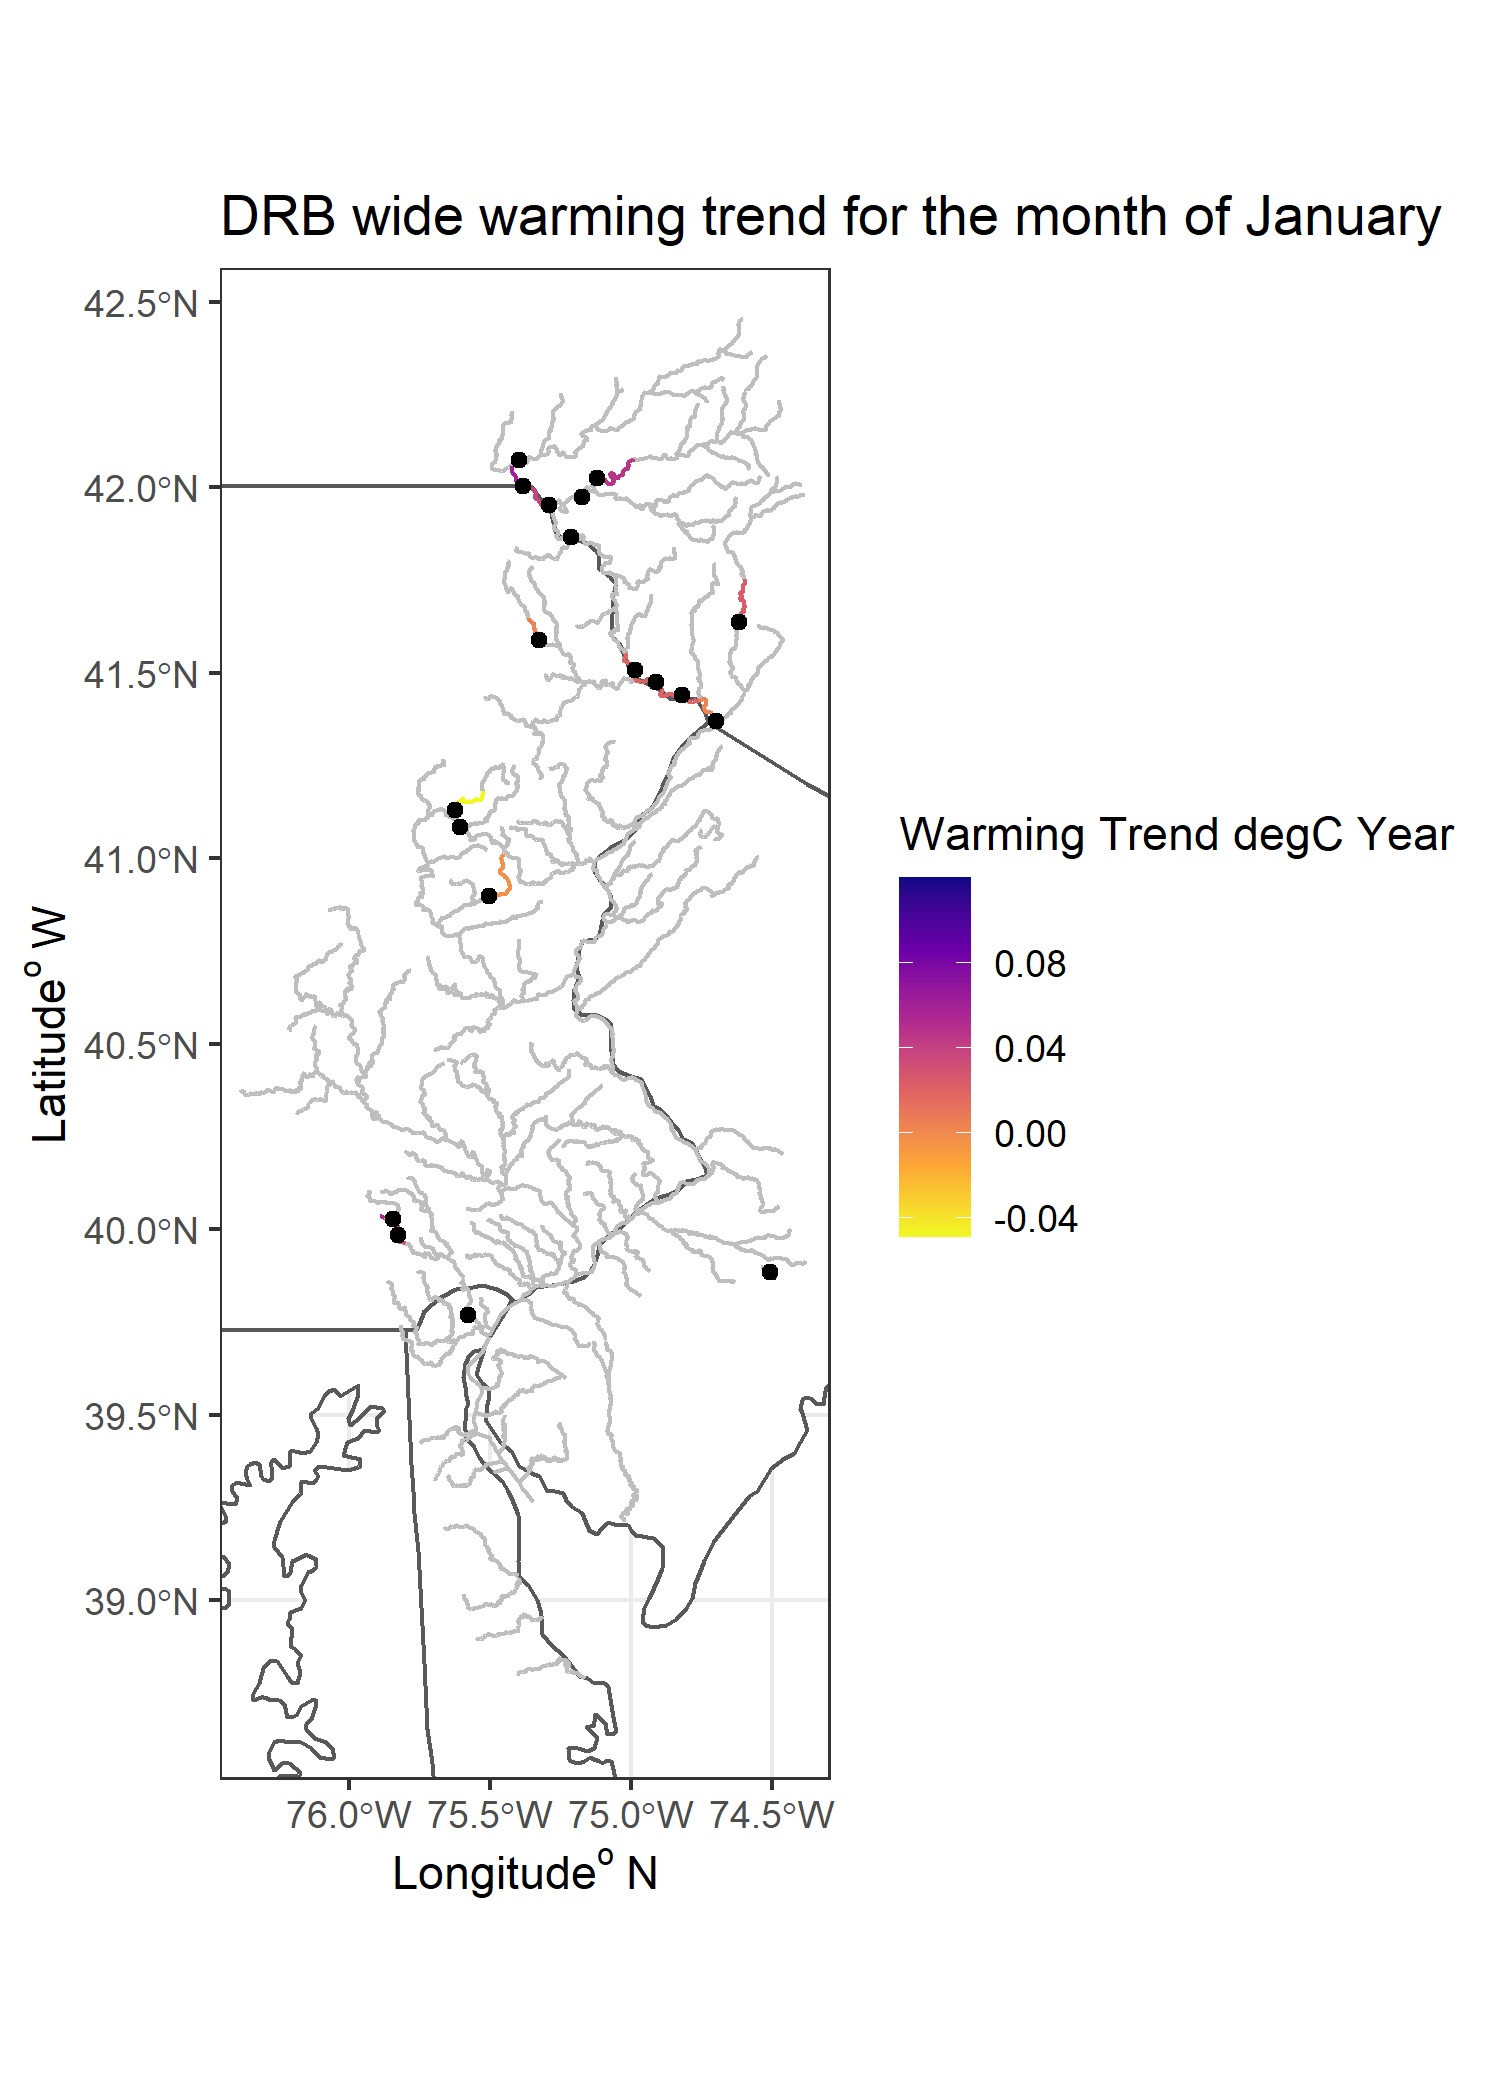 DRB wide warming trend for the month of January
42.5°N
42.0°N
41.5°N
41.0°N
40.5°N
40.0°N
39.5°N
39.0°N
Latitude° W
76.0°W 75.5°W 75.0°W 74.5°W
Longitude° N
Warming Trend degC Year
0.08
0.04
0.00
-0.04